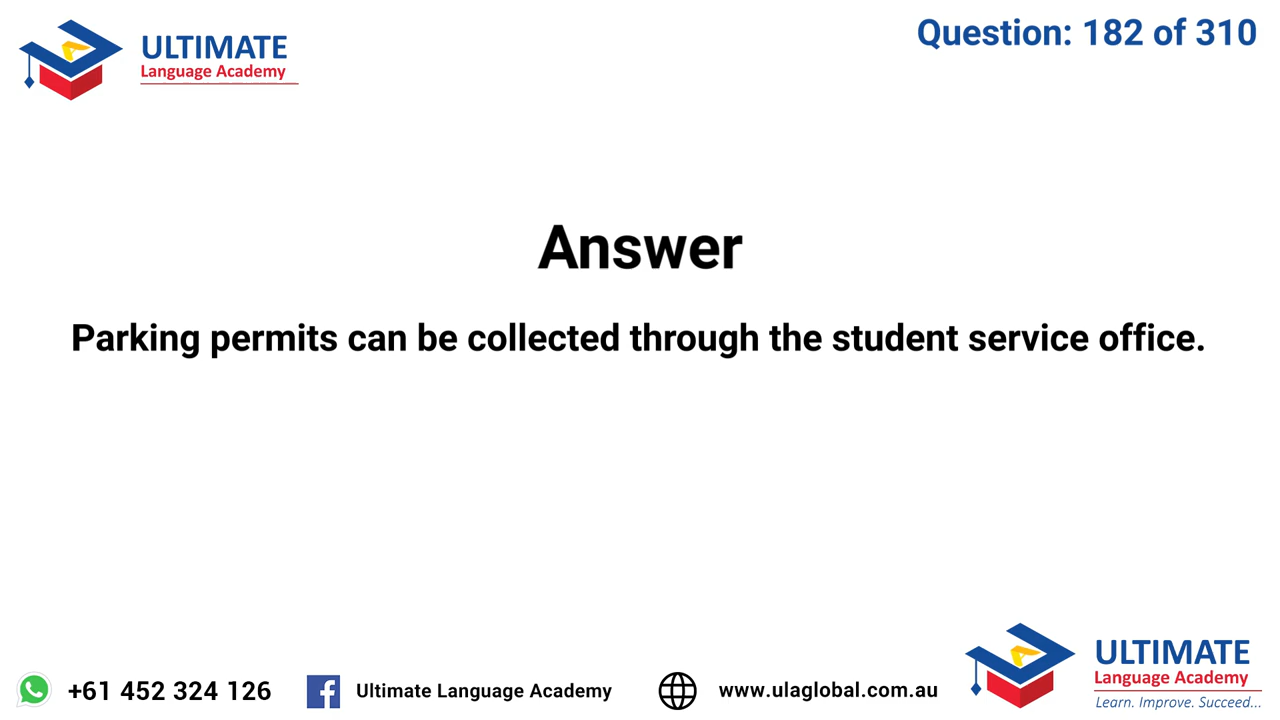 ULTIMATE
Language Academy
Question: 182 of 310
Answer
Parking permits can be collected through the student service office.
+61 452 324 126
Ultimate Language Academy
www.ulaglobal.com.au
ULTIMATE
Language Academy
Learn. Improve. Succeed...